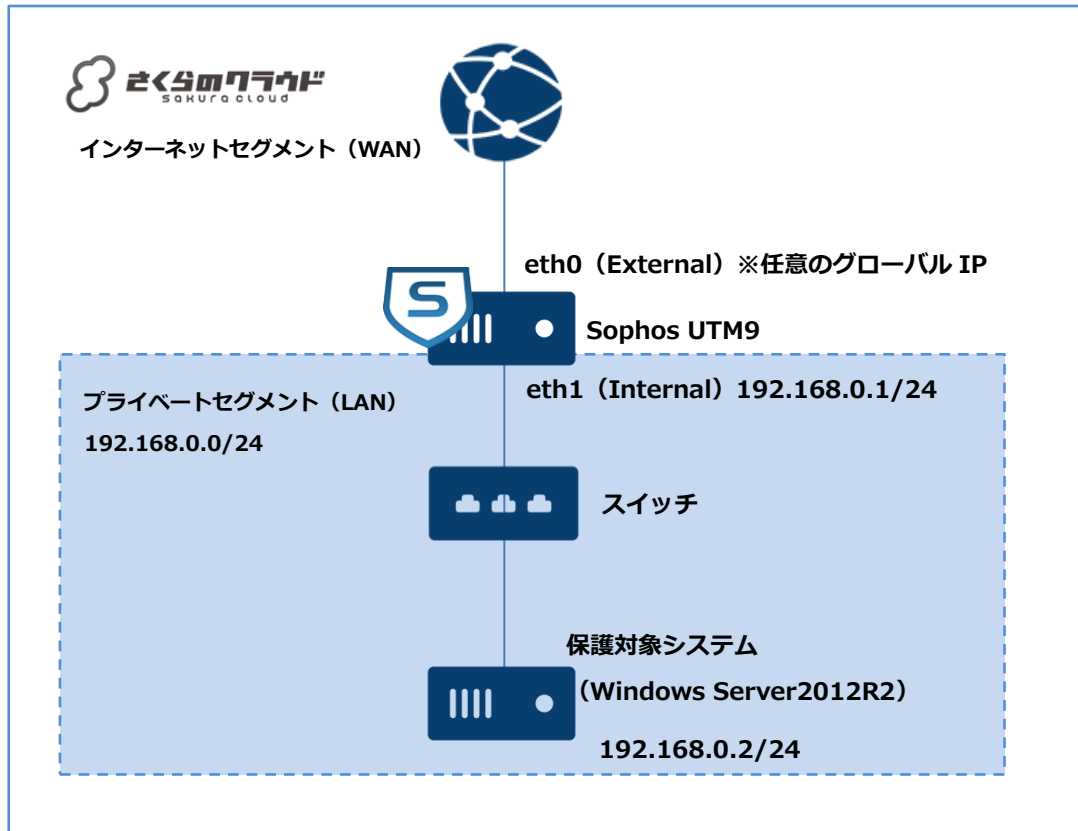 さくらのクラウド
SAKURA CLOUD
インターネットセグメント（WAN）
eth0（External）※任意のグローバル IP
S
Sophos UTM9
eth1（Internal）192.168.0.1/24
プライベートセグメント（LAN）
192.168.0.0/24
スイッチ
保護対象システム
（Windows Server2012R2）
192.168.0.2/24